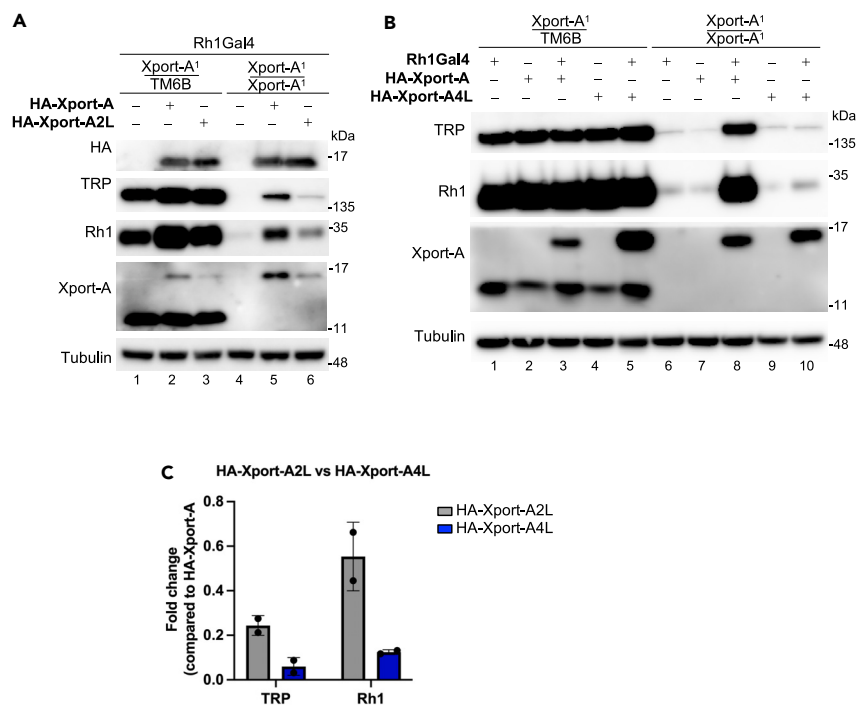 A
Rh1Gal4
Xport-A¹ Xport-A¹
TM6B Xport-A¹
HA-Xport-A – + – – + –
HA-Xport-A2L – – + – – +
kDa
HA -17
TRP -135
Rh1 -35
Xport-A -17
-11
Tubulin -48
1 2 3 4 5 6
B
Xport-A¹ Xport-A¹
TM6B Xport-A¹
Rh1Gal4 + – + – + + – + – +
HA-Xport-A – + + – – – + + – –
HA-Xport-A4L – – – + + – – – + +
kDa
TRP -135
Rh1 -35
Xport-A -17
-11
Tubulin -48
1 2 3 4 5 6 7 8 9 10
C HA-Xport-A2L vs HA-Xport-A4L
Fold change
(compared to HA-Xport-A
0.8
0.6
0.4
0.2
0.0
TRP Rh1
HA-Xport-A2L
HA-Xport-A4L